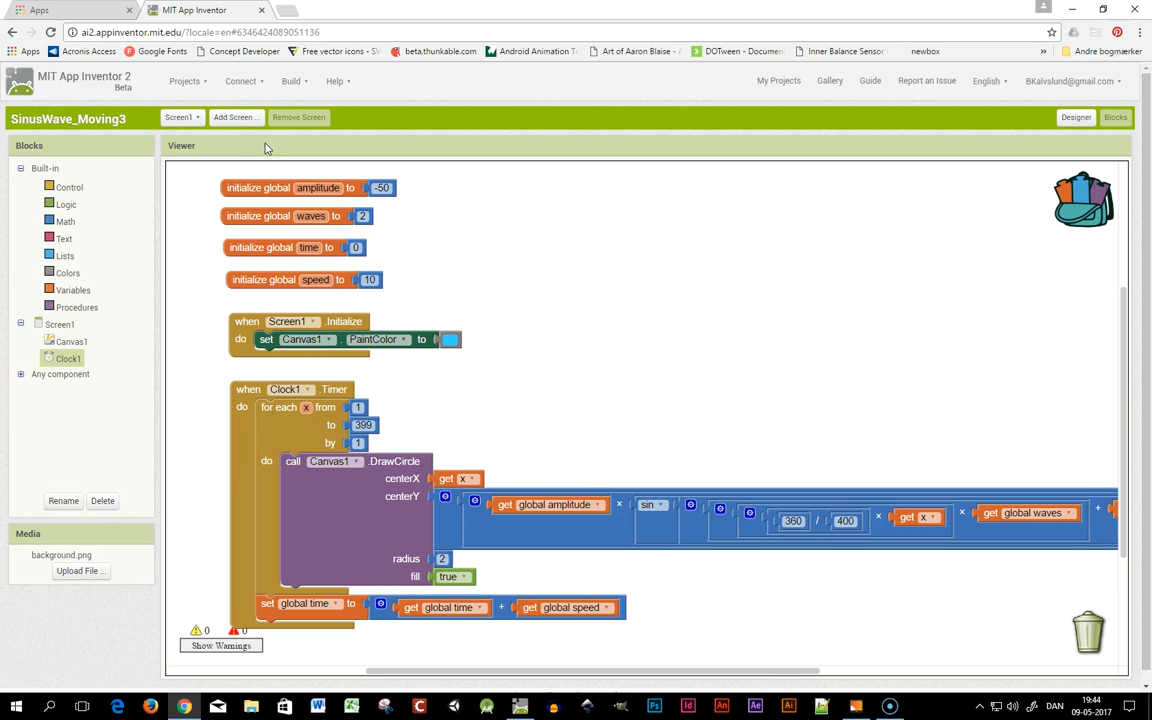 Apps
MIT App Inventor 2
ai2.appinventor.mit.edu/?locale=en#6346424089051136
Apps Acronis Access Google Fonts Concept Developer Free vector icons - SV beta.thunkable.com Android Animation Tu Art of Aaron Blaise - A DOTween - Document Inner Balance Sensor newbox Andre bogmærker
MIT App Inventor 2
Beta
Projects Connect Build Help My Projects Gallery Guide Report an Issue English BKalvslund@gmail.com
SinusWave_Moving3 Screen1 Add Screen ... Remove Screen Designer Blocks
Blocks
Viewer
Built-in
Control
Logic
Math
Text
Lists
Colors
Variables
Procedures
Screen1
Canvas1
Clock1
Any component
Rename Delete
Media
background.png
Upload File ...
initialize global amplitude to -50
initialize global waves to 2
initialize global time to 0
initialize global speed to 10
when Screen1 .Initialize
do set Canvas1 . PaintColor to
when Clock1 .Timer
do for each x from 1
to 399
by 1
do call Canvas1 .DrawCircle
centerX get x
centerY get global amplitude × sin 360 / 400 × get x × get global waves +
radius 2
fill true
set global time to get global time + get global speed
0 0
Show Warnings
DAN
19:44
09-05-2017